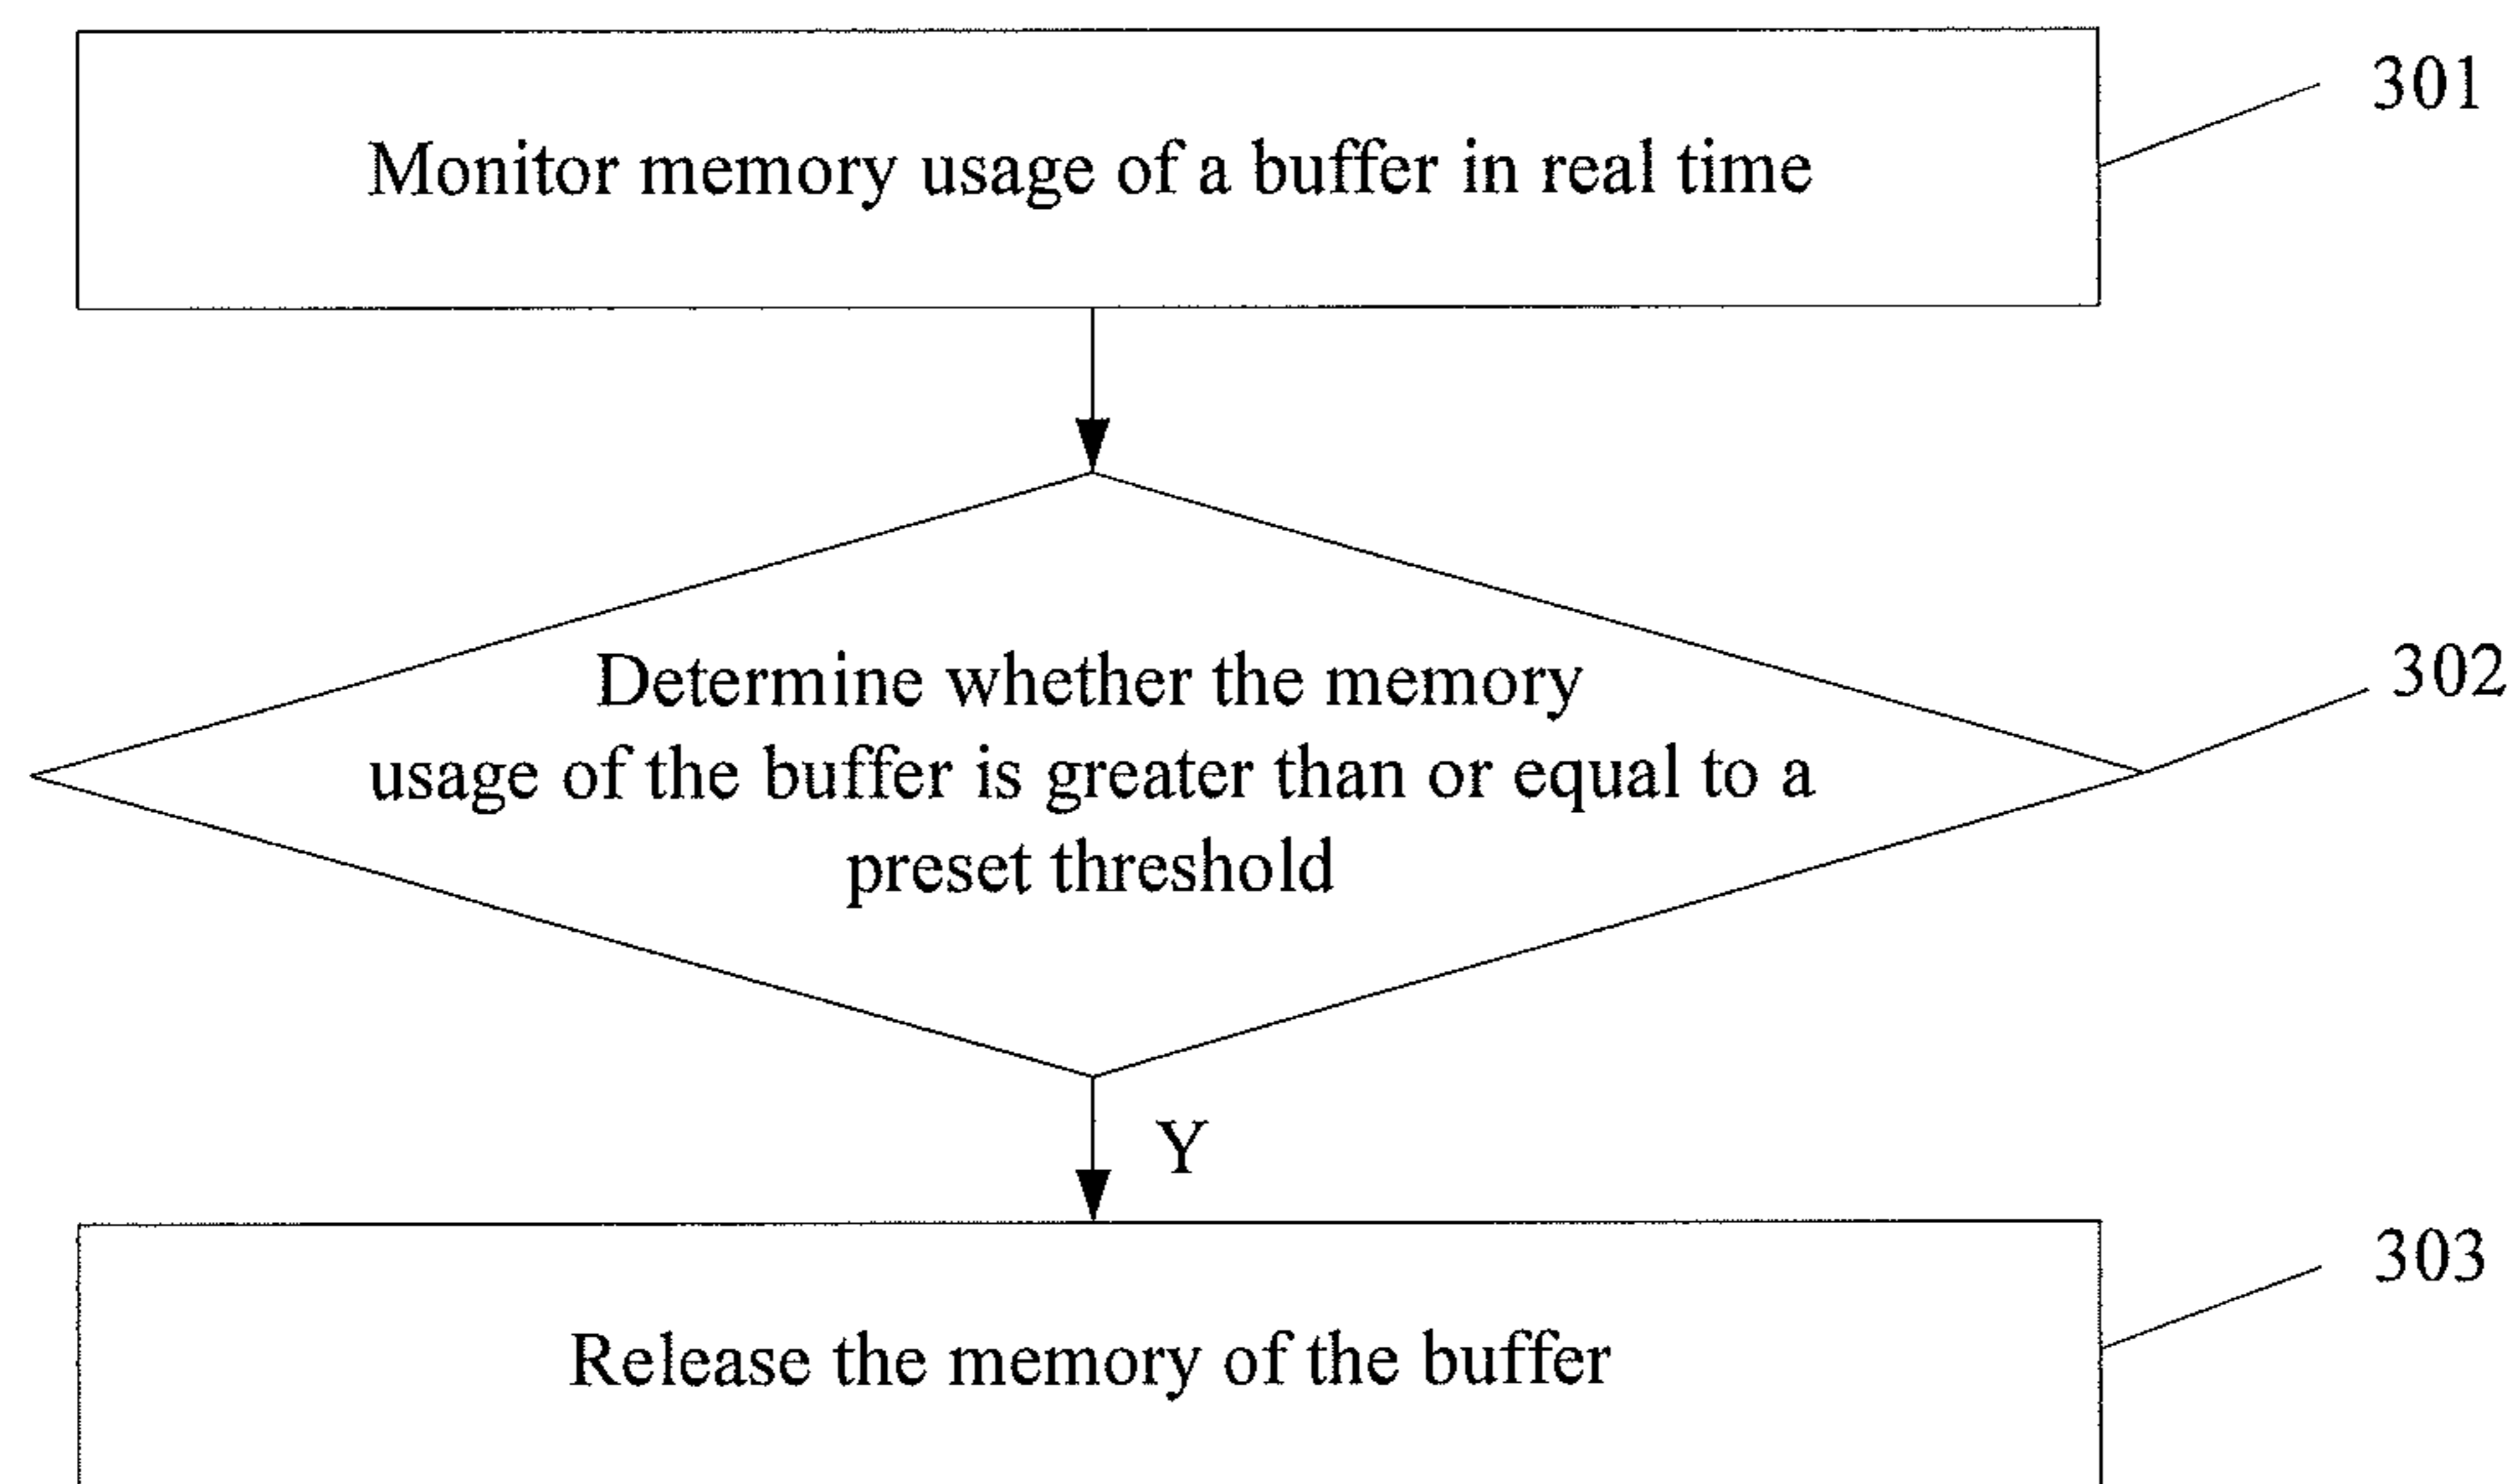 301
Monitor memory usage of a buffer in real time
Determine whether the memory
302
usage of the buffer is greater than or equal to a
preset threshold
Y
303
Release the memory of the buffer